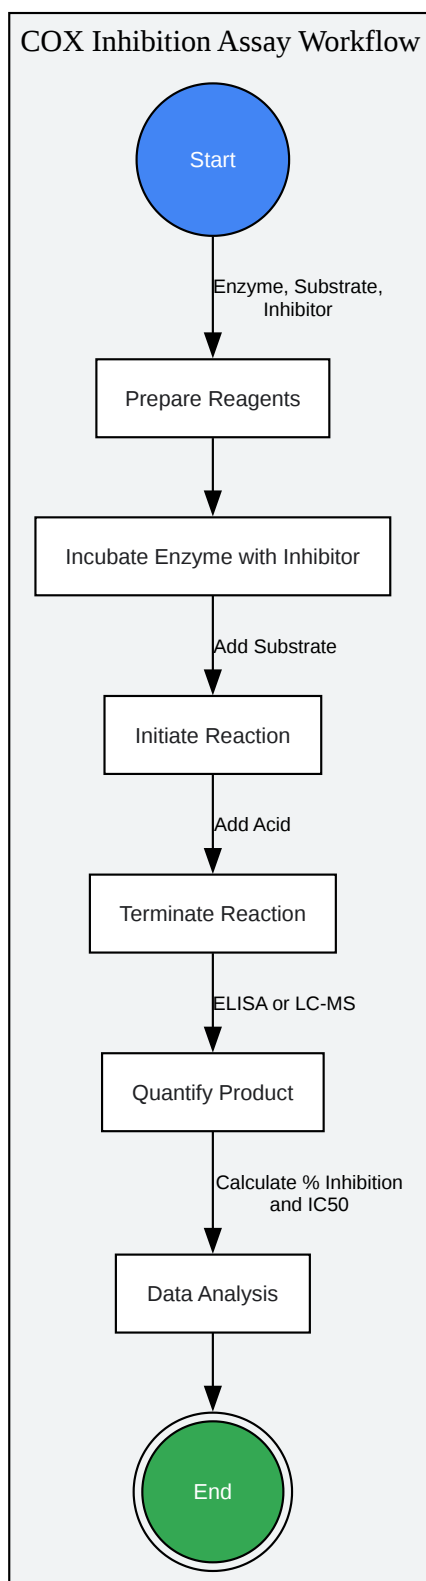 COX Inhibition Assay Workflow
Start
Enzyme, Substrate,
Inhibitor
Prepare Reagents
Incubate Enzyme with Inhibitor
Add Substrate
Initiate Reaction
Add Acid
Terminate Reaction
ELISA or LC-MS
Quantify Product
Calculate % Inhibition
and IC50
Data Analysis
End